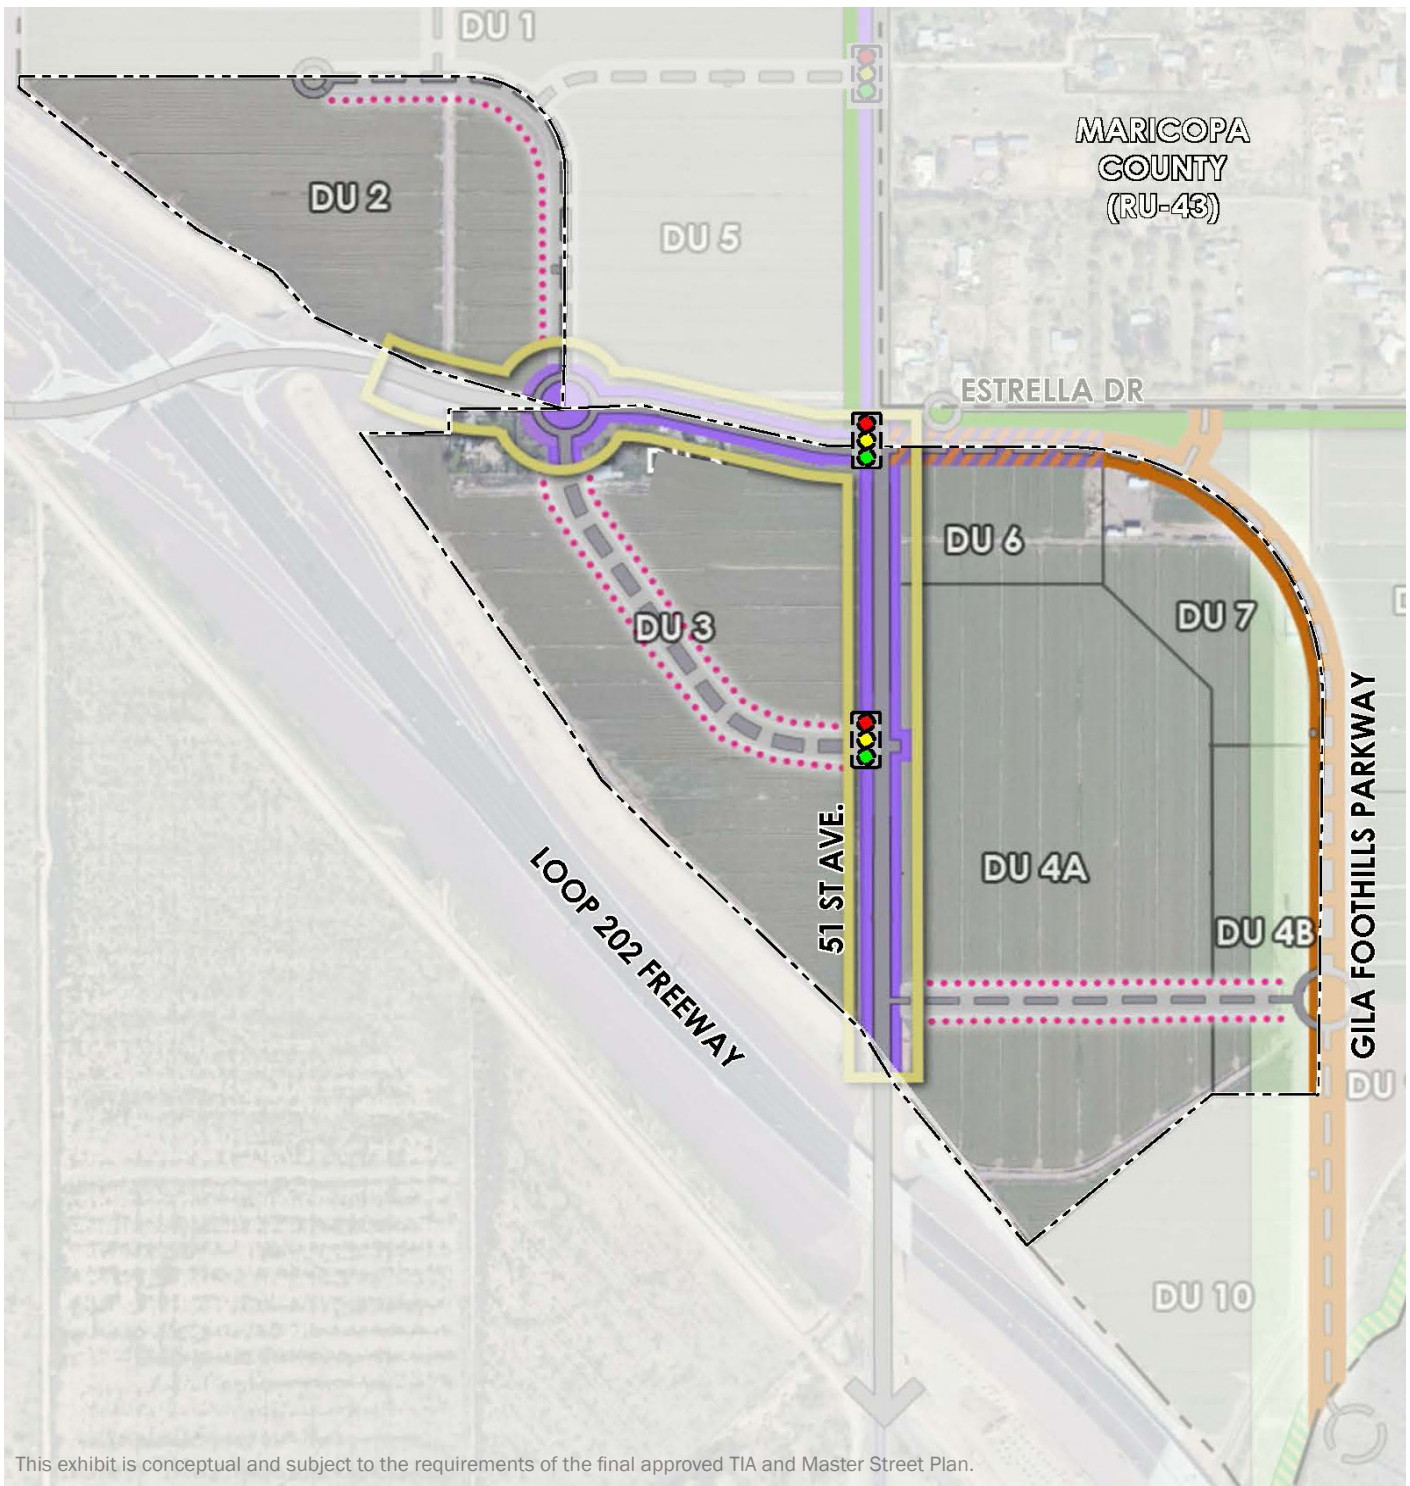 DU 1
MARICOPA
COUNTY
(RU-43)
DU 2
DU 5
ESTRELLA DR
DU 6
DU 7
DU 3
51 ST AVE.
DU 4A
DU 4B
GILA FOOTHILLS PARKWAY
LOOP 202 FREEWAY
DU
DU 10
This exhibit is conceptual and subject to the requirements of the final approved TIA and Master Street Plan.